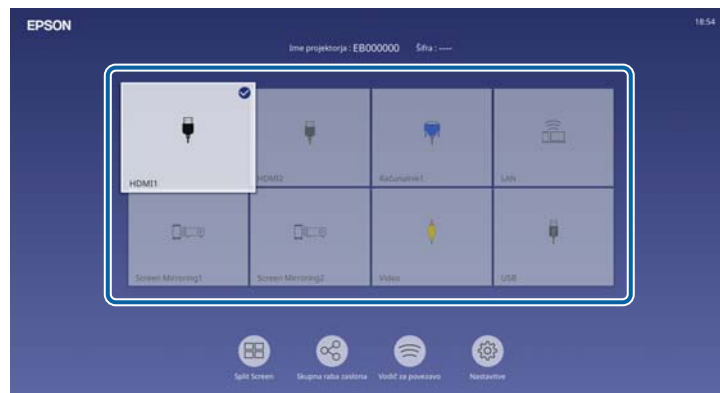 EPSON
18:54
Ime projektorja : EB000000 Šifra : ----
HDMI1
HDMI2
Računalnik1
LAN
Screen Mirroring1
Screen Mirroring2
Video
USB
Split Screen
Skupna raba zaslona
Vodič za povezavo
Nastavitve